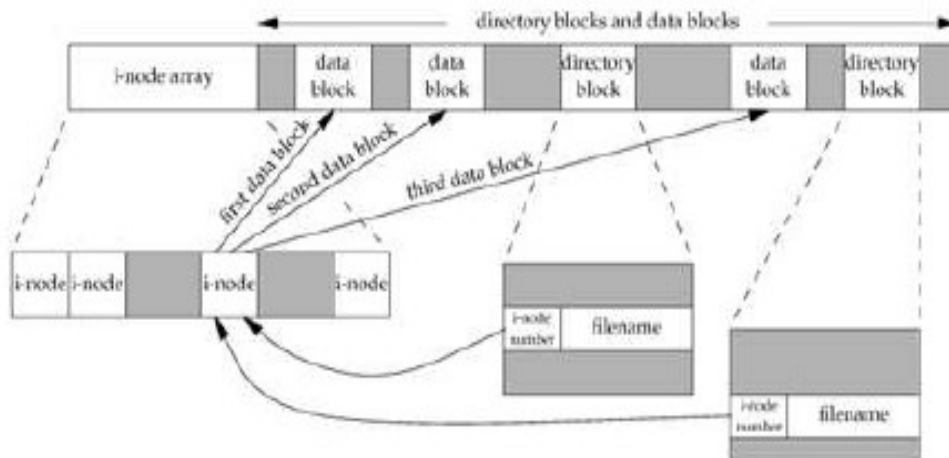 directory blocks and data blocks
i-node array
data
block
data
block
directory
block
data
block
directory
block
first data block
second data block
third data block
i-node
i-node
i-node
i-node
i-node
number
filename
i-node
number
filename